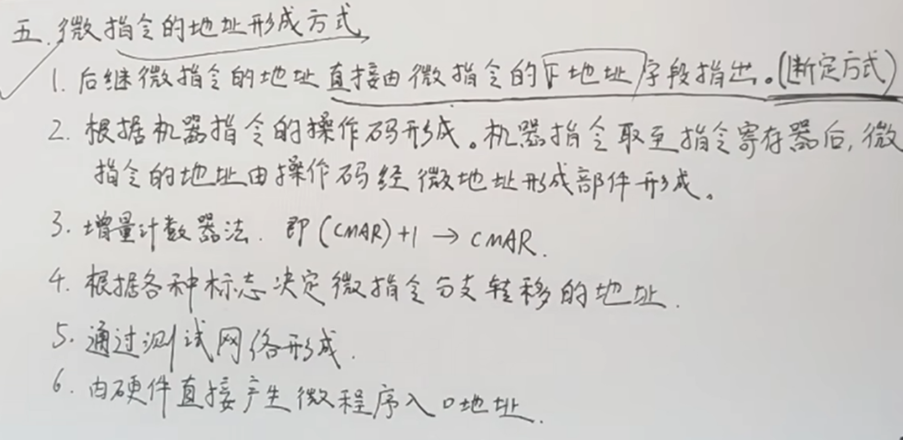 五.微指令的地址形成方式
1.后继微指令的地址直接由微指令的下地址字段指出。(断定方式)
2.根据机器指令的操作码形成。机器指令取至指令寄存器后,微
指令的地址由操作码经微地址形成部件形成。
3.增量计数器法.即(CMAR)+1→CMAR.
4.根据各种标志决定微指令分支转移的地址.
5.通过测试网络形成.
6.由硬件直接产生微程序入口地址.